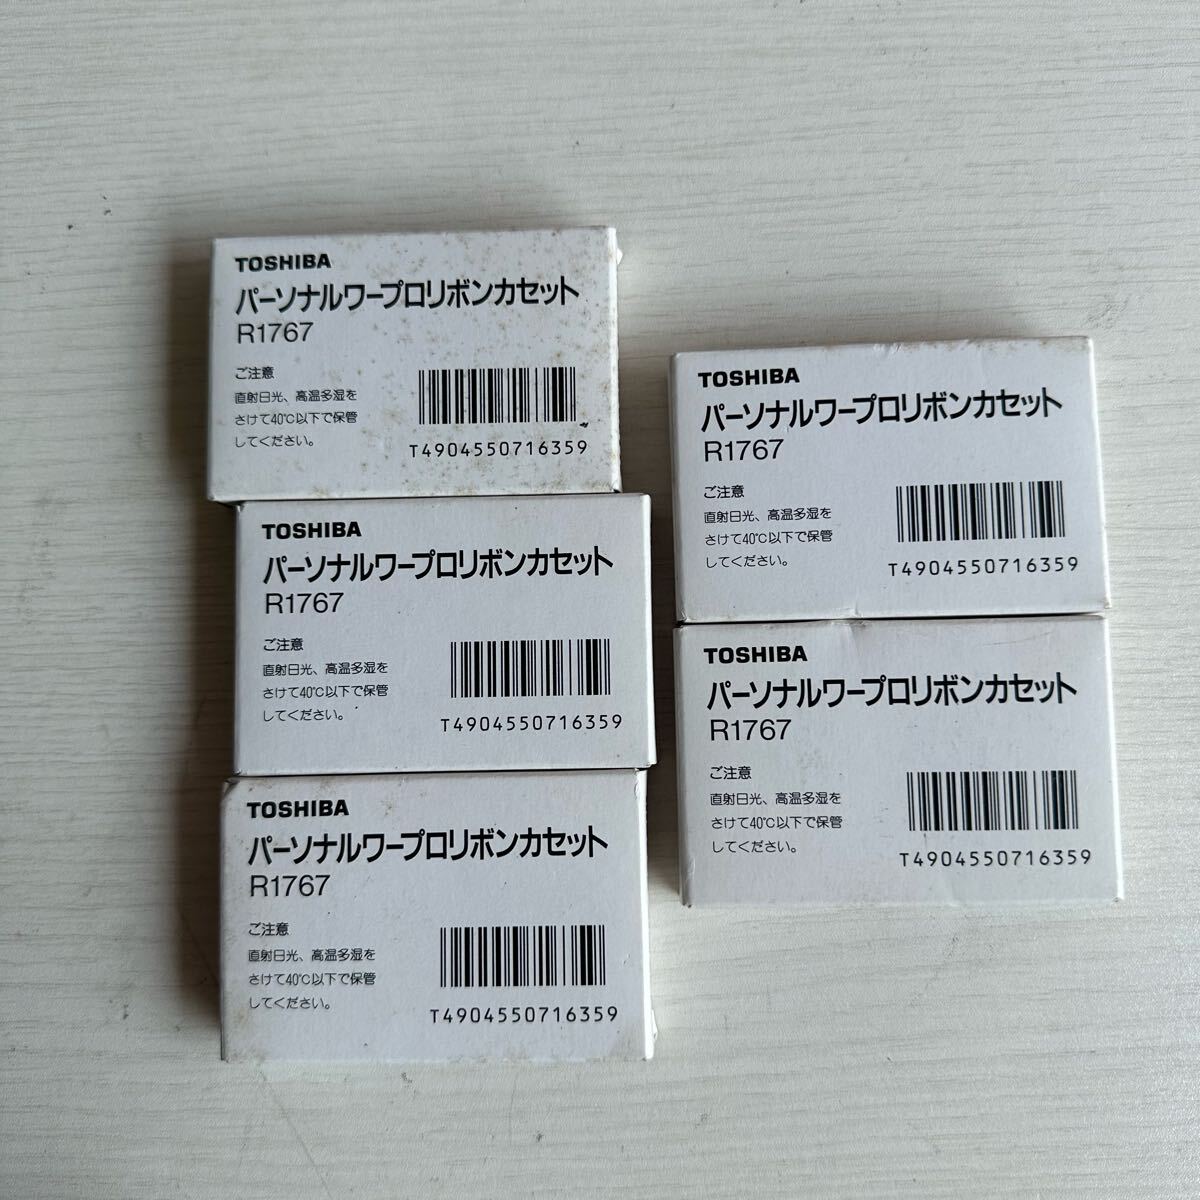 TOSHIBA
パーソナルワープロリボンカセット
R1767
ご注意
直射日光、高温多湿を
さけて40℃以下で保管
してください。
T4904550716359
TOSHIBA
パーソナルワープロリボンカセット
R1767
ご注意
直射日光、高温多湿を
さけて40℃以下で保管
してください。
T4904550716359
TOSHIBA
パーソナルワープロリボンカセット
R1767
ご注意
直射日光、高温多湿を
さけて40℃以下で保管
してください。
T4904550716359
TOSHIBA
パーソナルワープロリボンカセット
R1767
ご注意
直射日光、高温多湿を
さけて40℃以下で保管
してください。
T4904550716359
TOSHIBA
パーソナルワープロリボンカセット
R1767
ご注意
直射日光、高温多湿を
さけて40℃以下で保管
してください。
T4904550716359